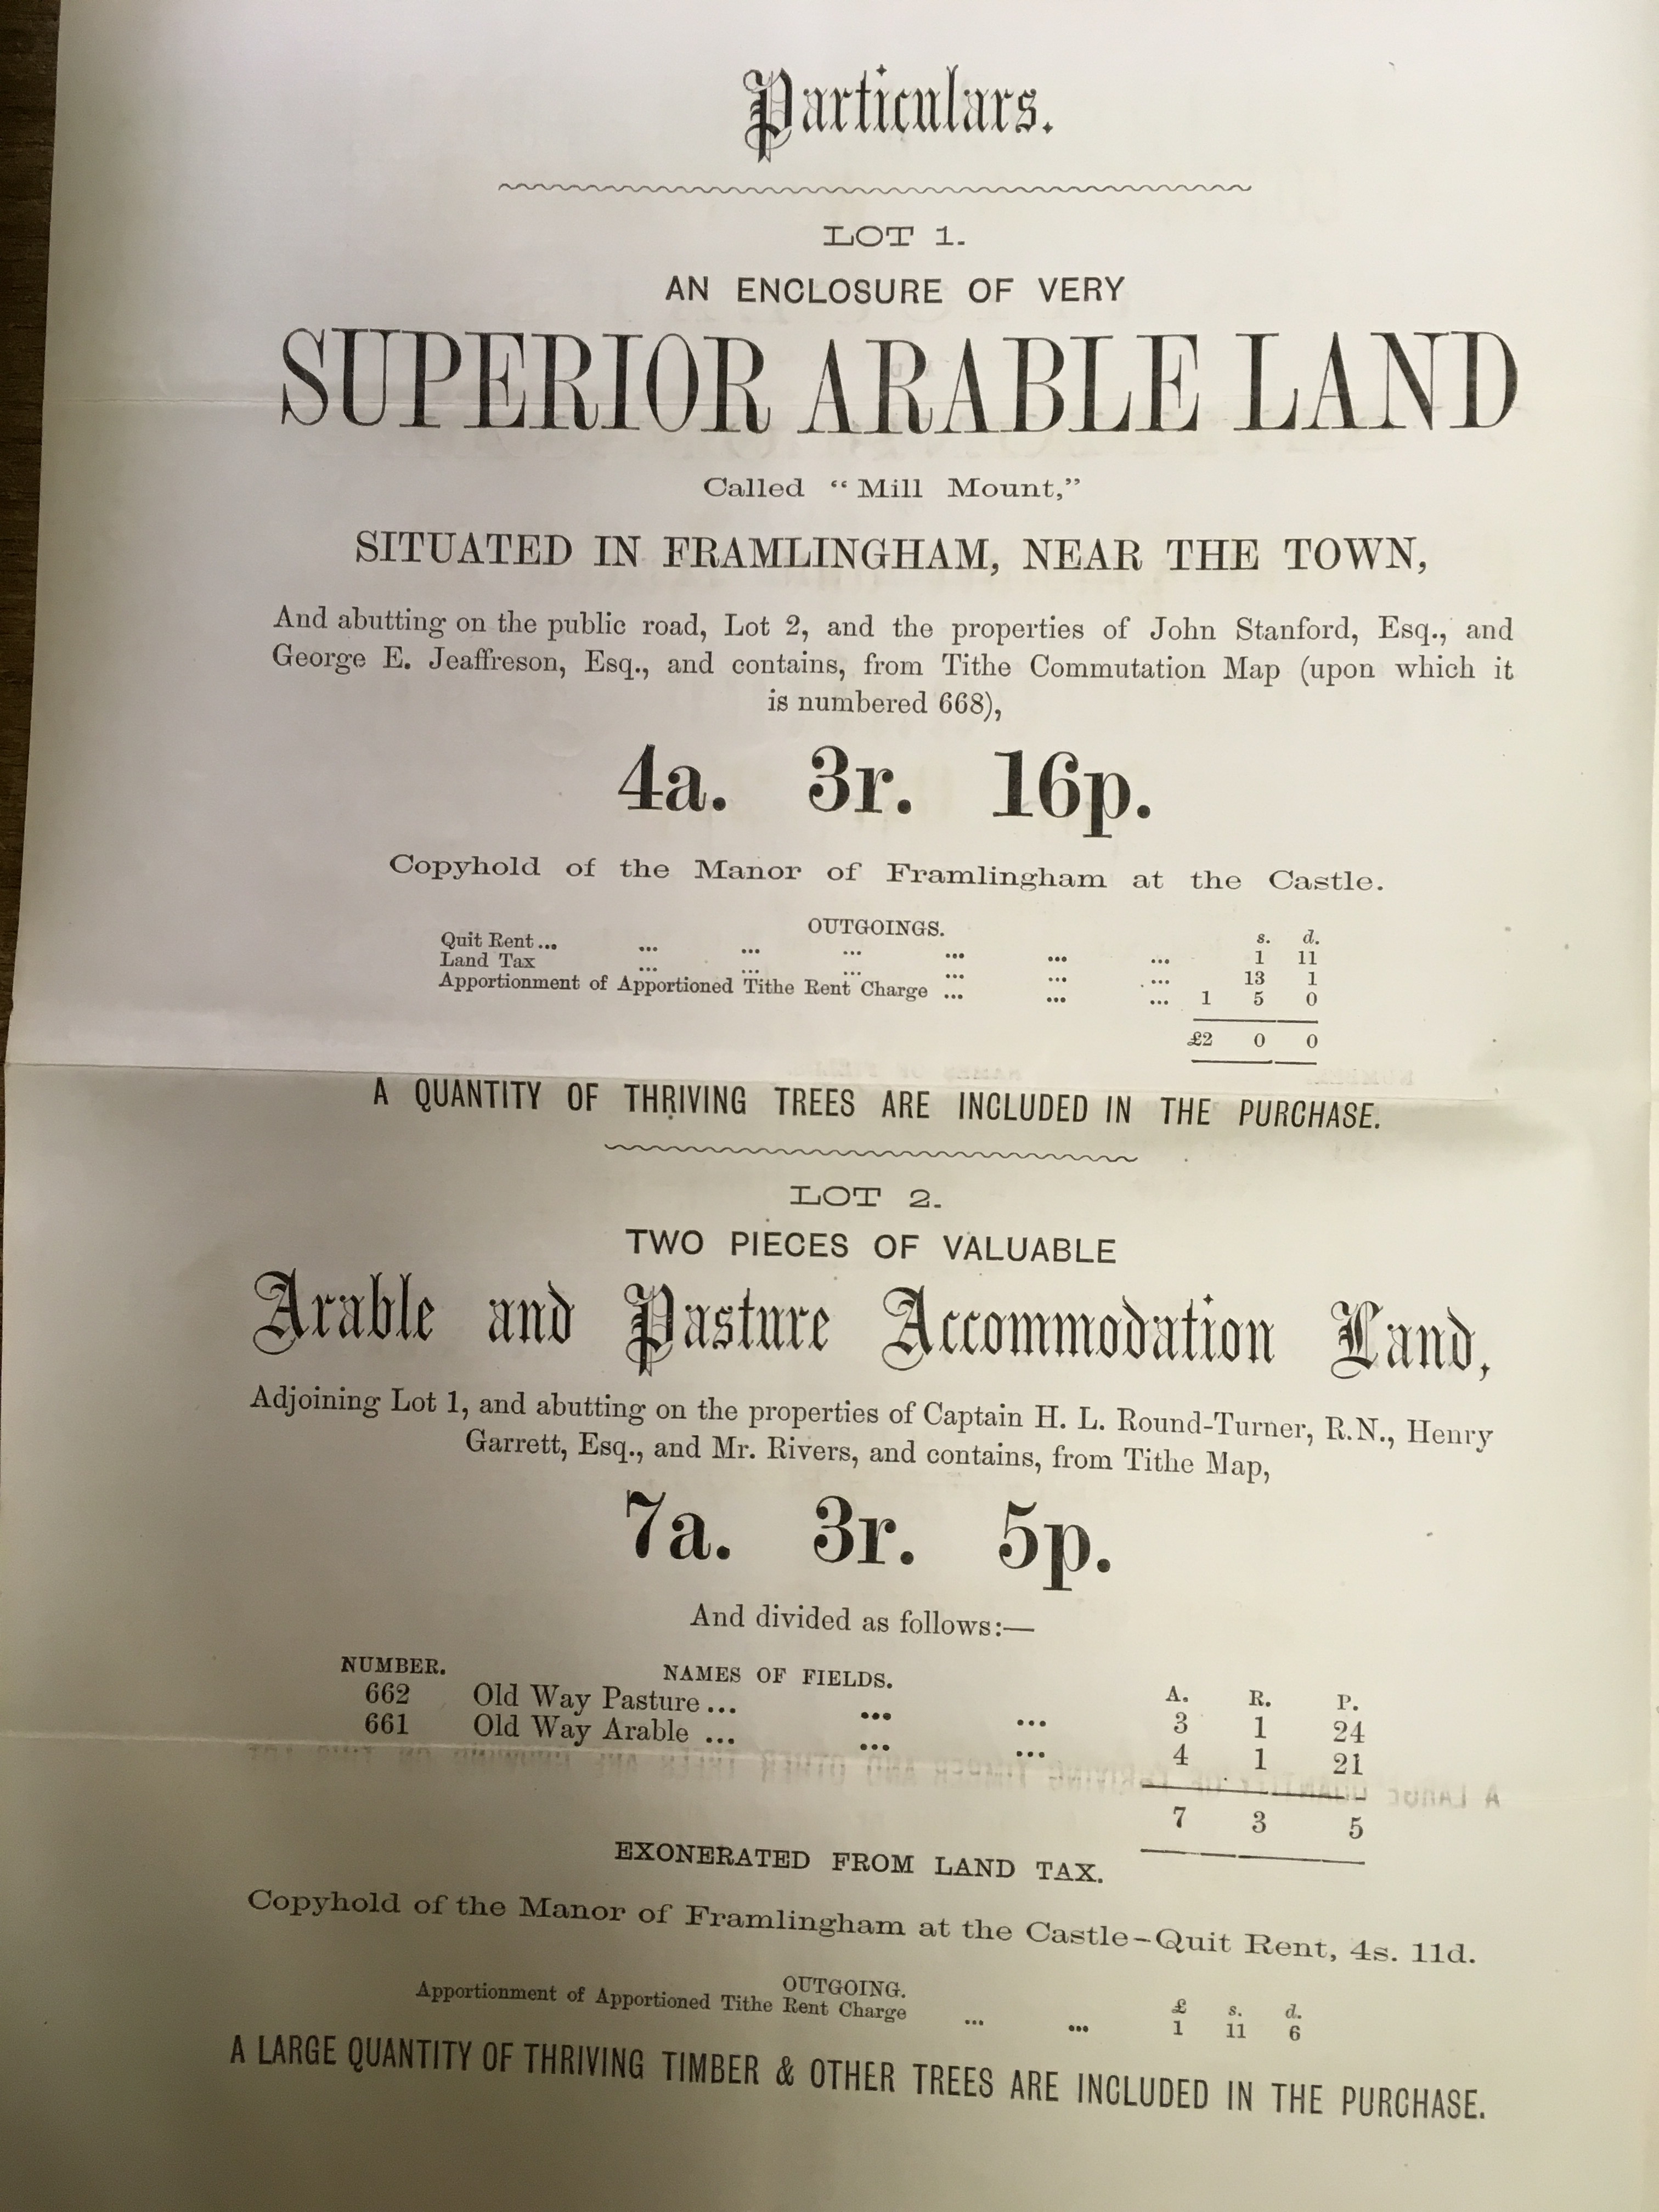 Particulars.
LOT 1.
AN ENCLOSURE OF VERY
SUPERIOR ARABLE LAND
Called “Mill Mount,”
SITUATED IN FRAMLINGHAM, NEAR THE TOWN,
And abutting on the public road, Lot 2, and the properties of John Stanford, Esq., and
George E. Jeaffreson, Esq., and contains, from Tithe Commutation Map (upon which it
is numbered 668),
4a. 3r. 16p.
Copyhold of the Manor of Framlingham at the Castle.
OUTGOINGS.
s. d.
Quit Rent ... ... ... ... ... ... ... 1 11
Land Tax ... ... ... ... ... ... 13 1
Apportionment of Apportioned Tithe Rent Charge ... ... ... 1 5 0
£2 0 0
A QUANTITY OF THRIVING TREES ARE INCLUDED IN THE PURCHASE.
LOT 2.
TWO PIECES OF VALUABLE
Arable and Pasture Accommodation Land,
Adjoining Lot 1, and abutting on the properties of Captain H. L. Round-Turner, R.N., Henry
Garrett, Esq., and Mr. Rivers, and contains, from Tithe Map,
7a. 3r. 5p.
And divided as follows:—
NUMBER. NAMES OF FIELDS. A. R. P.
662 Old Way Pasture ... ... ... 3 1 24
661 Old Way Arable ... ... ... 4 1 21
7 3 5
EXONERATED FROM LAND TAX.
Copyhold of the Manor of Framlingham at the Castle–Quit Rent, 4s. 11d.
OUTGOING.
£ s. d.
Apportionment of Apportioned Tithe Rent Charge ... ... 1 11 6
A LARGE QUANTITY OF THRIVING TIMBER & OTHER TREES ARE INCLUDED IN THE PURCHASE.